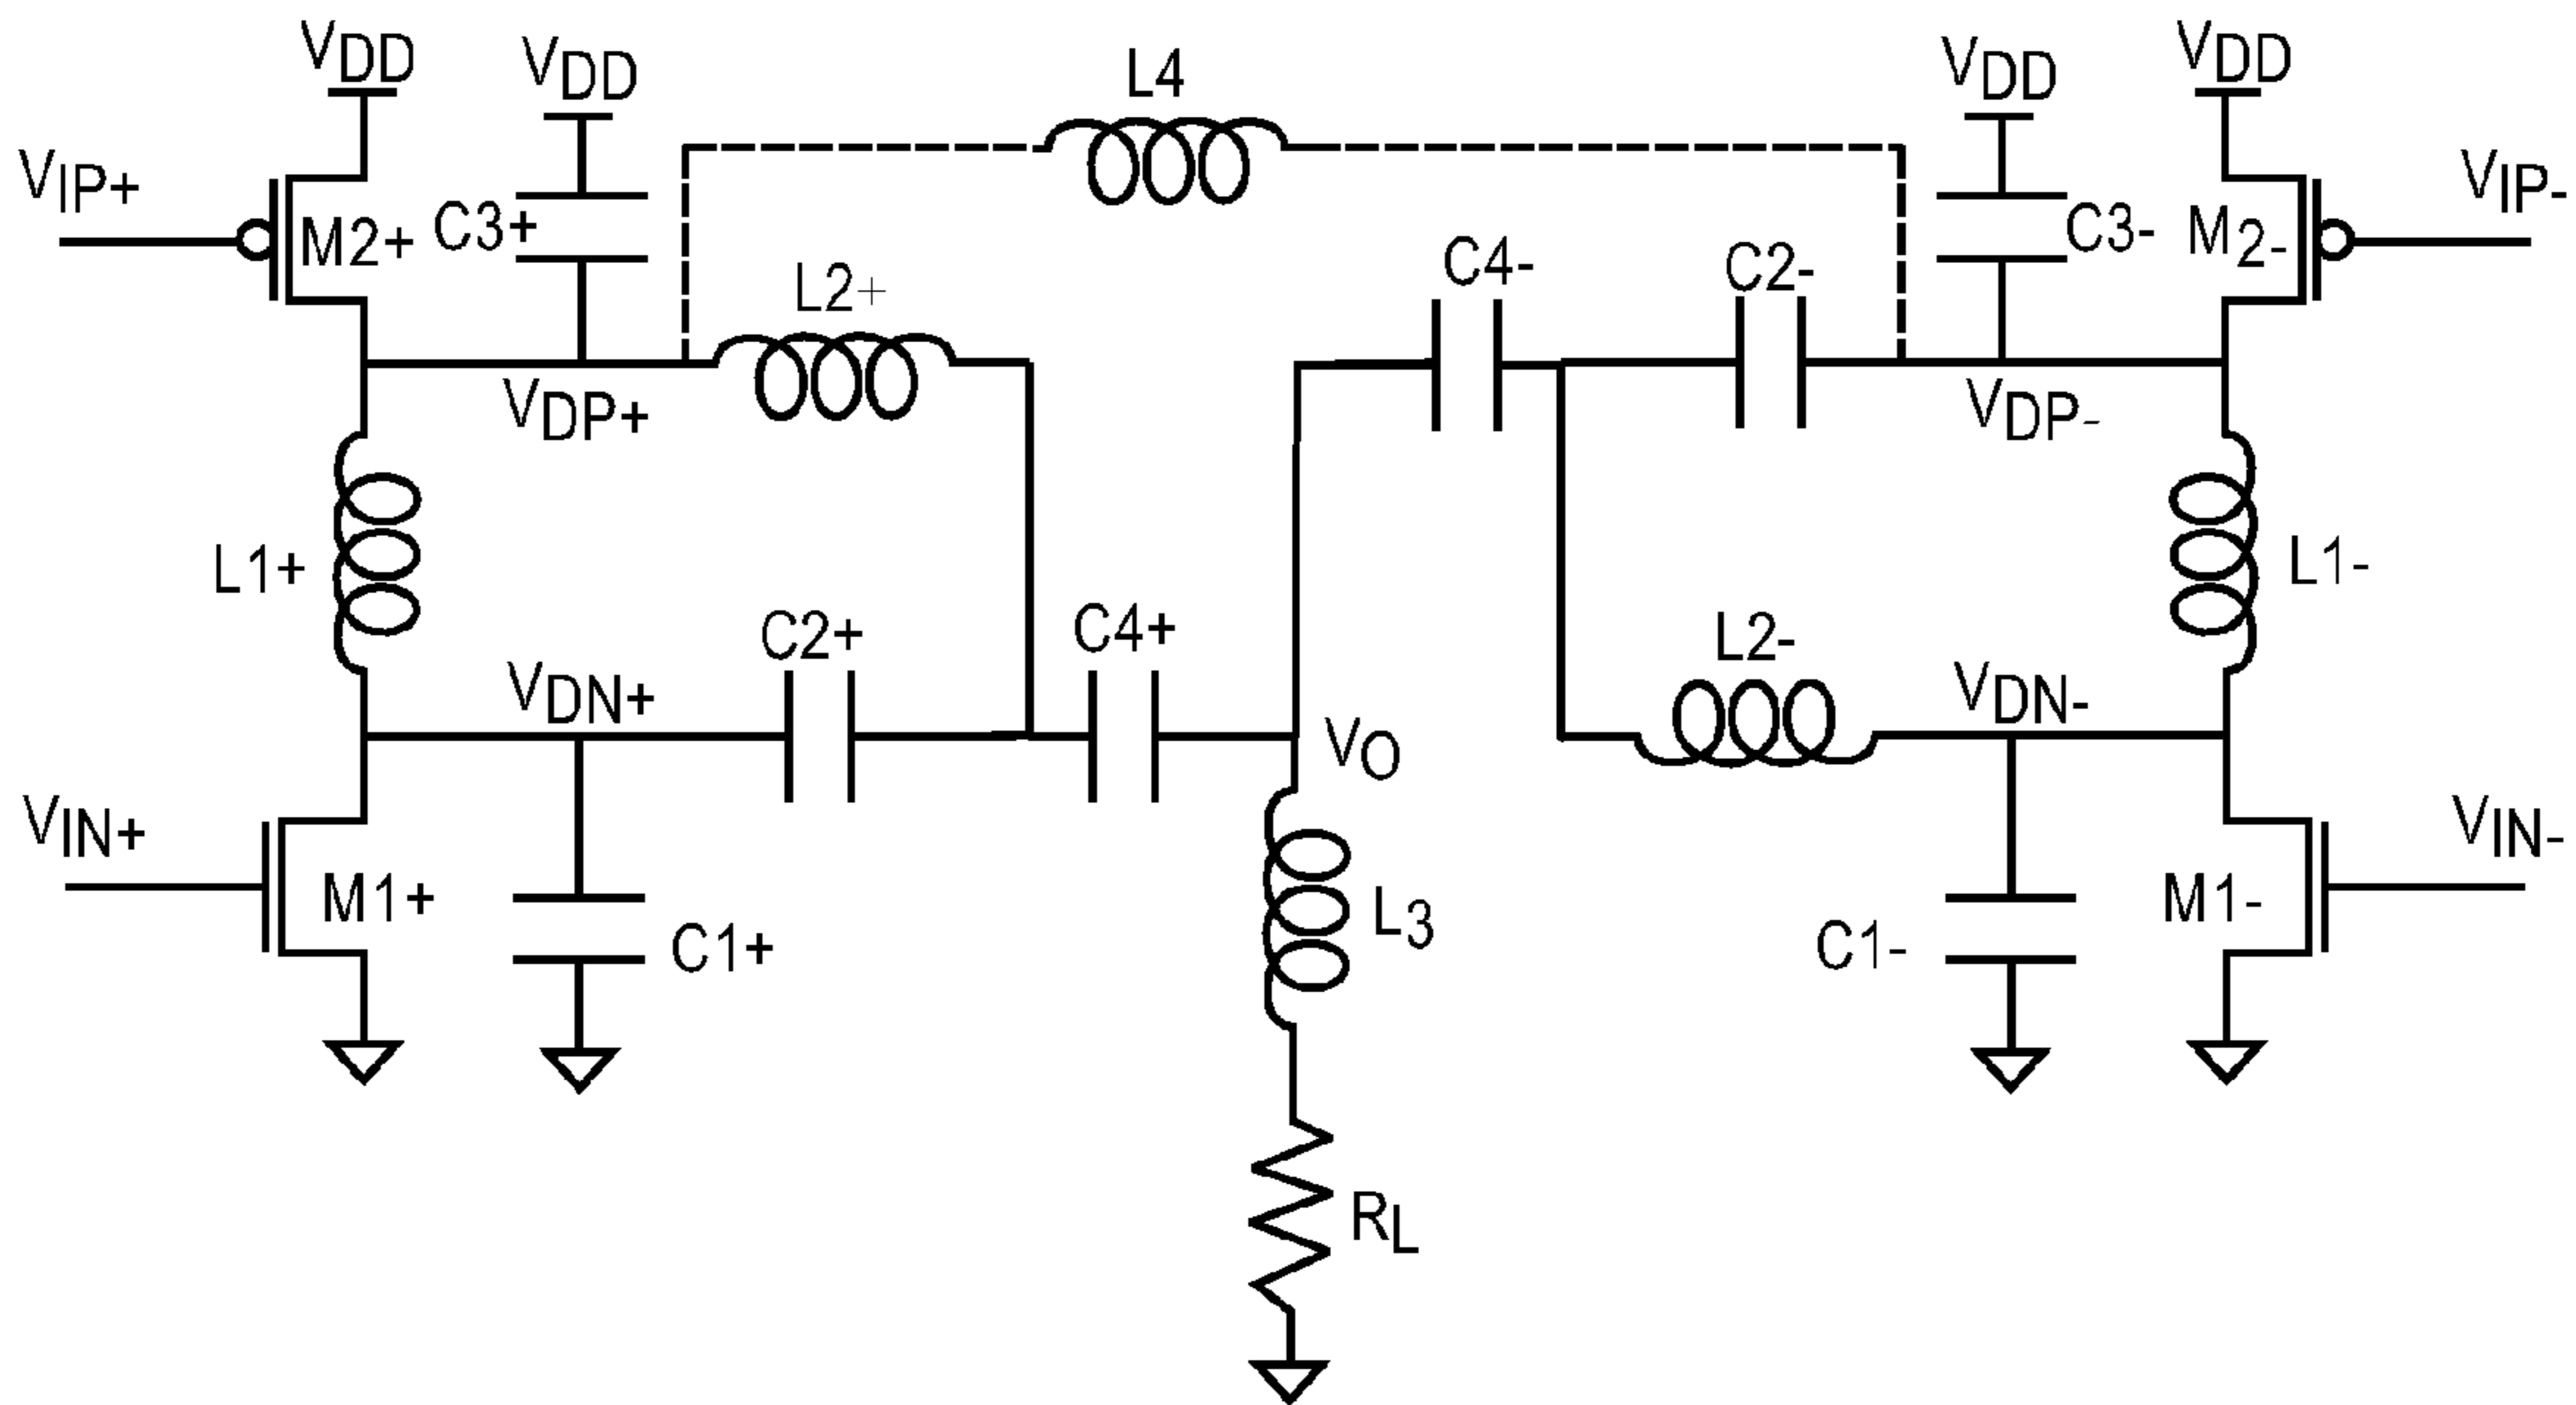 VDD
VDD
L4
VDD
VDD
VIP+
M2+
C3+
L2+
C4-
C2-
C3-
M2-
VIP-
VDP+
VDP-
L1+
L1-
C2+
C4+
L2-
VDN+
VO
VDN-
VIN+
M1+
C1+
L3
C1-
M1-
VIN-
RL